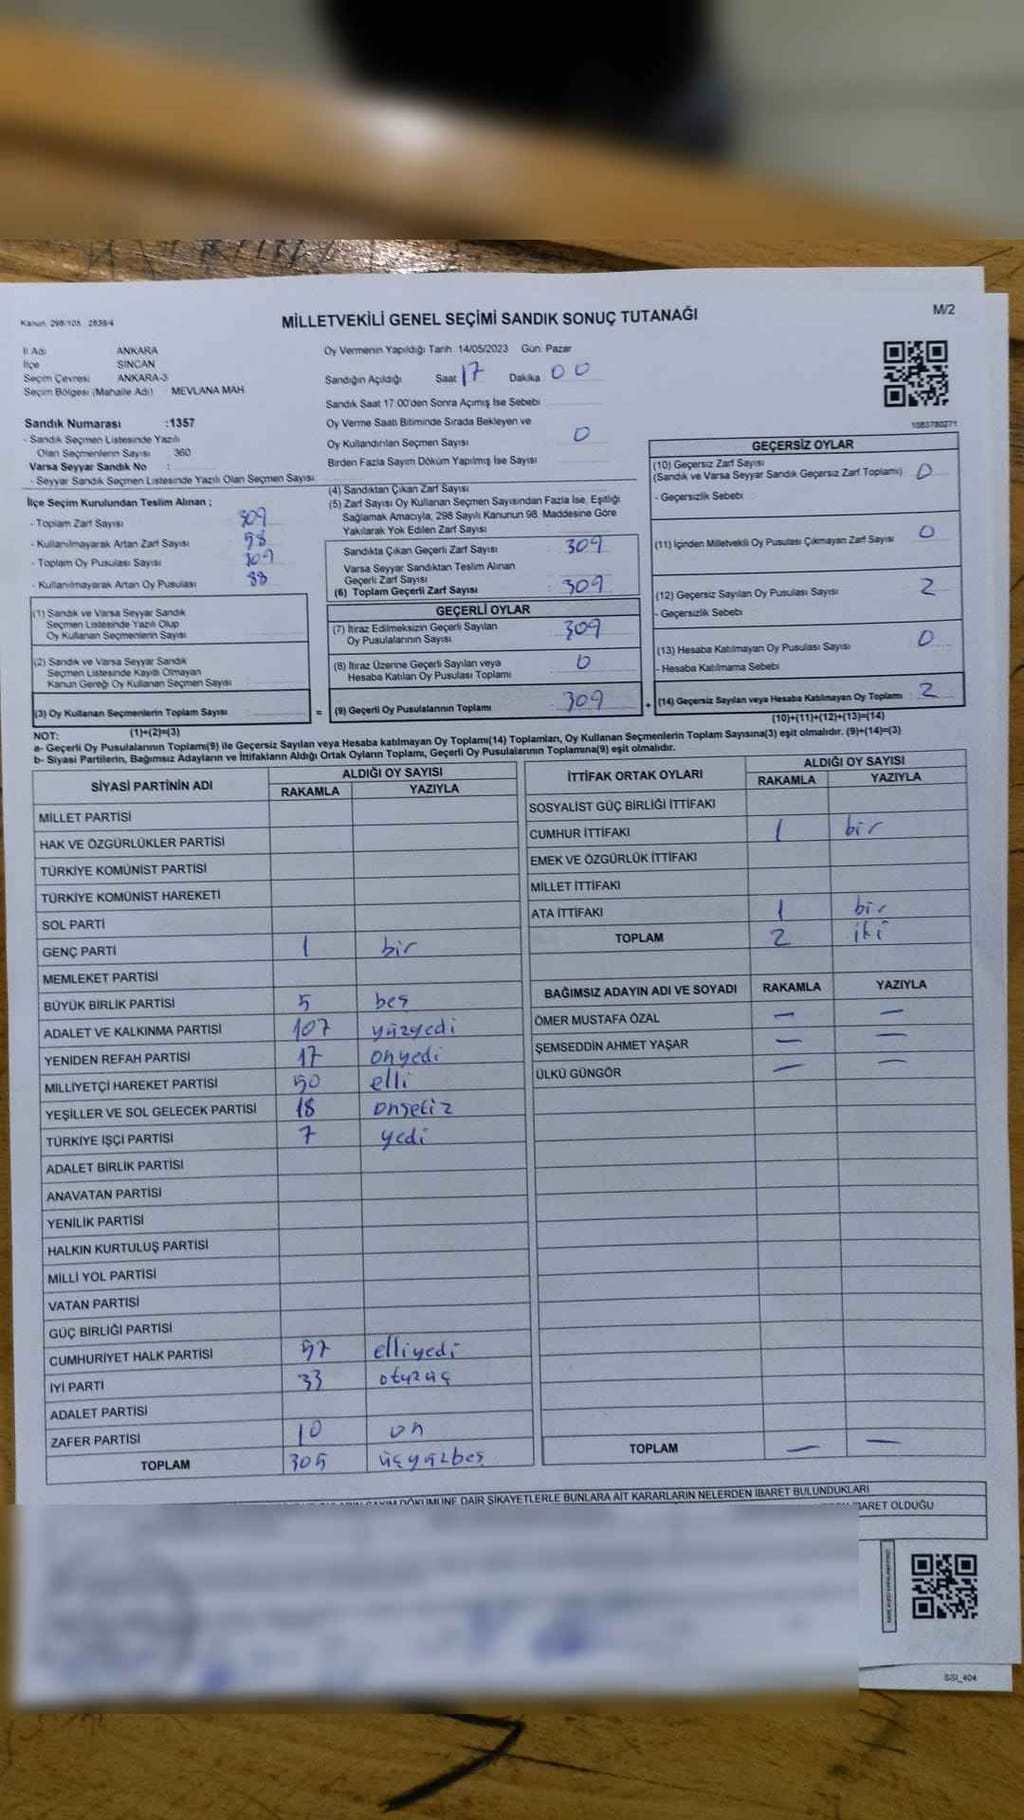 Kanun: 298/105 2839/4
MİLLETVEKİLİ GENEL SEÇİMİ SANDIK SONUÇ TUTANAĞI
M/2
İl Adı ANKARA
İlçe SİNCAN
Seçim Çevresi ANKARA-3
Seçim Bölgesi (Mahalle Adı) MEVLANA MAH
Sandık Numarası :1357
- Sandık Seçmen Listesinde Yazılı
Olan Seçmenlerin Sayısı 360
Varsa Seyyar Sandık No :
- Seyyar Sandık Seçmen Listesinde Yazılı Olan Seçmen Sayısı
Oy Vermenin Yapıldığı Tarih :14/05/2023 Gün: Pazar
Sandığın Açıldığı Saat 17 Dakika 00
Sandık Saat 17:00'den Sonra Açılmış İse Sebebi
Oy Verme Saati Bitiminde Sırada Bekleyen ve
Oy Kullandırılan Seçmen Sayısı 0
Birden Fazla Sayım Döküm Yapılmış İse Sayısı
1083780271
İlçe Seçim Kurulundan Teslim Alınan ;
- Toplam Zarf Sayısı 309
- Kullanılmayarak Artan Zarf Sayısı
- Toplam Oy Pusulası Sayısı 309
- Kullanılmayarak Artan Oy Pusulası 88
(1) Sandık ve Varsa Seyyar Sandık
Seçmen Listesinde Yazılı Olup
Oy Kullanan Seçmenlerin Sayısı
(2) Sandık ve Varsa Seyyar Sandık
Seçmen Listesinde Kayıtlı Olmayan
Kanun Gereği Oy Kullanan Seçmen Sayısı
(3) Oy Kullanan Seçmenlerin Toplam Sayısı
(1)+(2)=(3)
(4) Sandıktan Çıkan Zarf Sayısı
(5) Zarf Sayısı Oy Kullanan Seçmen Sayısından Fazla İse, Eşitliği
Sağlamak Amacıyla, 298 Sayılı Kanunun 98. Maddesine Göre
Yakılarak Yok Edilen Zarf Sayısı
Sandıkta Çıkan Geçerli Zarf Sayısı : 309
Varsa Seyyar Sandıktan Teslim Alınan
Geçerli Zarf Sayısı :
(6) Toplam Geçerli Zarf Sayısı : 309
GEÇERLİ OYLAR
(7) İtiraz Edilmeksizin Geçerli Sayılan
Oy Pusulalarının Sayısı 309
(8) İtiraz Üzerine Geçerli Sayılan veya
Hesaba Katılan Oy Pusulası Toplamı 0
= (9) Geçerli Oy Pusulalarının Toplamı 309 +
GEÇERSİZ OYLAR
(10) Geçersiz Zarf Sayısı
(Sandık ve Varsa Seyyar Sandık Geçersiz Zarf Toplamı) 0
- Geçersizlik Sebebi
(11) İçinden Milletvekili Oy Pusulası Çıkmayan Zarf Sayısı 0
(12) Geçersiz Sayılan Oy Pusulası Sayısı 2
- Geçersizlik Sebebi
(13) Hesaba Katılmayan Oy Pusulası Sayısı 0
- Hesaba Katılmama Sebebi
(14) Geçersiz Sayılan veya Hesaba Katılmayan Oy Toplamı 2
(10)+(11)+(12)+(13)=(14)
NOT:
a- Geçerli Oy Pusulalarının Toplamı(9) ile Geçersiz Sayılan veya Hesaba katılmayan Oy Toplamı(14) Toplamları, Oy Kullanan Seçmenlerin Toplam Sayısına(3) eşit olmalıdır. (9)+(14)=(3)
b- Siyasi Partilerin, Bağımsız Adayların ve İttifakların Aldığı Ortak Oyların Toplamı, Geçerli Oy Pusulalarının Toplamına(9) eşit olmalıdır.
SİYASİ PARTİNİN ADI
ALDIĞI OY SAYISI
RAKAMLA YAZIYLA
MİLLET PARTİSİ
HAK VE ÖZGÜRLÜKLER PARTİSİ
TÜRKİYE KOMÜNİST PARTİSİ
TÜRKİYE KOMÜNİST HAREKETİ
SOL PARTİ
GENÇ PARTİ 1 bir
MEMLEKET PARTİSİ
BÜYÜK BİRLİK PARTİSİ 5 beş
ADALET VE KALKINMA PARTİSİ 107 yüzyedi
YENİDEN REFAH PARTİSİ 17 onyedi
MİLLİYETÇİ HAREKET PARTİSİ 50 elli
YEŞİLLER VE SOL GELECEK PARTİSİ 18 onsekiz
TÜRKİYE İŞÇİ PARTİSİ 7 yedi
ADALET BİRLİK PARTİSİ
ANAVATAN PARTİSİ
YENİLİK PARTİSİ
HALKIN KURTULUŞ PARTİSİ
MİLLİ YOL PARTİSİ
VATAN PARTİSİ
GÜÇ BİRLİĞİ PARTİSİ
CUMHURİYET HALK PARTİSİ 57 elliyedi
İYİ PARTİ 33 otuzüç
ADALET PARTİSİ
ZAFER PARTİSİ 10 on
TOPLAM 305 üçyüzbeş
İTTİFAK ORTAK OYLARI
ALDIĞI OY SAYISI
RAKAMLA YAZIYLA
SOSYALİST GÜÇ BİRLİĞİ İTTİFAKI
CUMHUR İTTİFAKI 1 bir
EMEK VE ÖZGÜRLÜK İTTİFAKI
MİLLET İTTİFAKI
ATA İTTİFAKI 1 bir
TOPLAM 2 iki
BAĞIMSIZ ADAYIN ADI VE SOYADI RAKAMLA YAZIYLA
ÖMER MUSTAFA ÖZAL — —
ŞEMSEDDİN AHMET YAŞAR — —
ÜLKÜ GÜNGÖR — —
TOPLAM — —
DÖKÜMÜNE DAİR ŞİKAYETLERLE BUNLARA AİT KARARLARIN NELERDEN İBARET BULUNDUKLARI
İBARET OLDUĞU
SSI_404